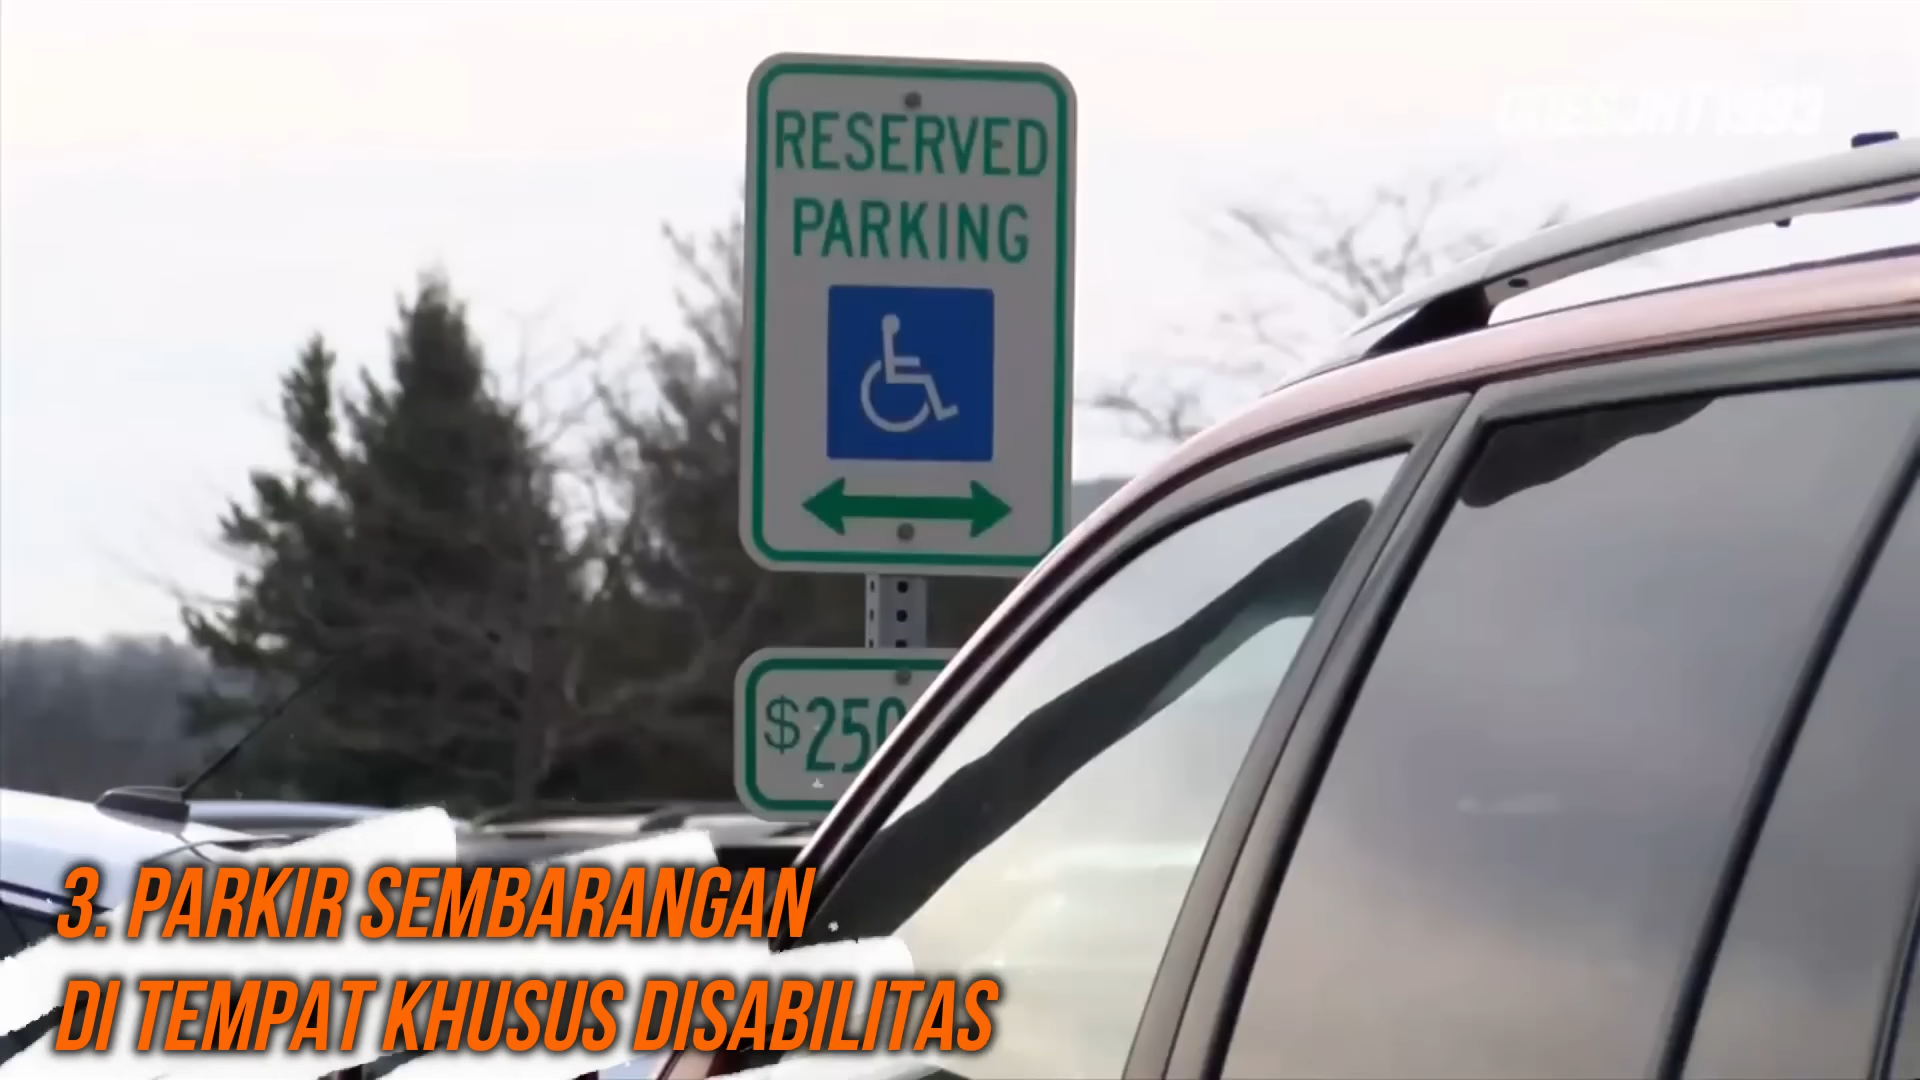 RESERVED
PARKING
$250
3. PARKIR SEMBARANGAN
DI TEMPAT KHUSUS DISABILITAS